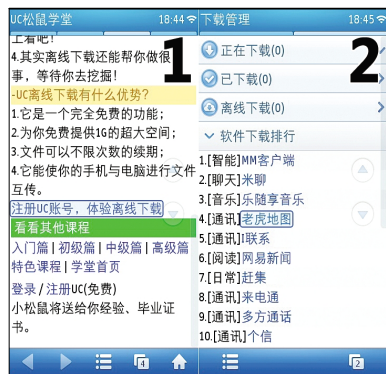 UC松鼠学堂 18:44
上看吧!
4.其实离线下载还能帮你做很
事，等待你去挖掘!
-UC离线下载有什么优势?
1.它是一个完全免费的功能;
2.为你免费提供1G的超大空间;
3.文件可以不限次数的续期;
4.它能使你的手机与电脑进行文件
互传。
注册UC账号，体验离线下载
看看其他课程
入门篇|初级篇|中级篇|高级篇
特色课程|学堂首页
登录/注册UC(免费)
小松鼠将送给你经验、毕业证
书。
4
1
下载管理 18:45
正在下载(0)
已下载(0)
离线下载(0)
软件下载排行
1.[智能]MM客户端
2.[聊天]米聊
3.[音乐]乐随享音乐
4.[通讯]老虎地图
5.[通讯]I联系
6.[阅读]网易新闻
7.[日常]赶集
8.[通讯]来电通
9.[通讯]多方通话
10.[通讯]个信
2
2